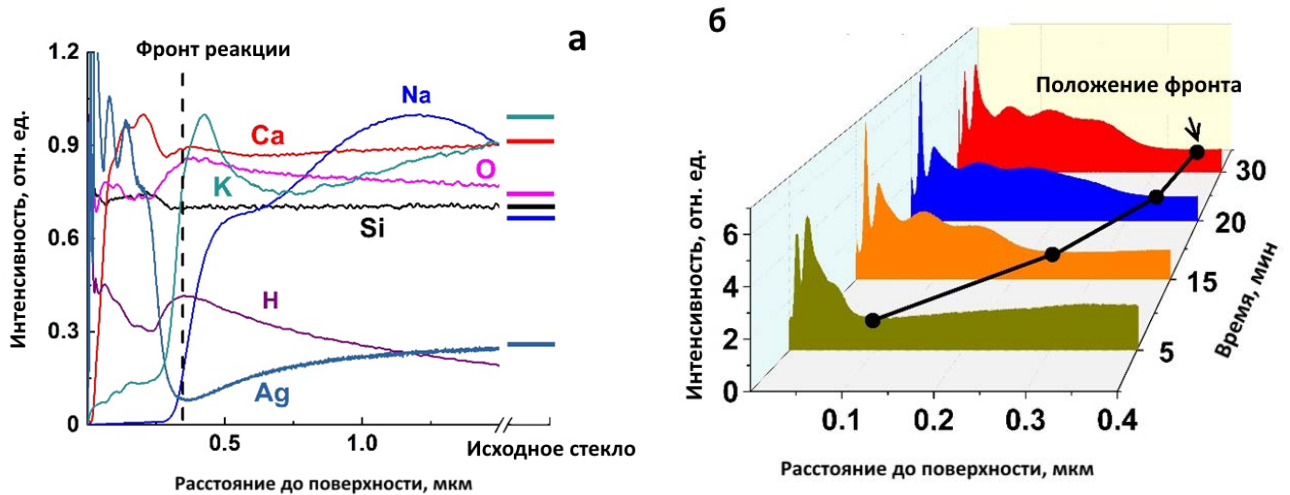 а
Фронт реакции
1.2
0.9
0.6
0.3
0
Интенсивность, отн. ед.
Na
Ca
O
K
Si
H
Ag
0.5
1.0
Исходное стекло
Расстояние до поверхности, мкм
б
Положение фронта
Интенсивность, отн. ед.
6
4
2
0
0.1
0.2
0.3
0.4
30
20
15
5
Время, мин
Расстояние до поверхности, мкм